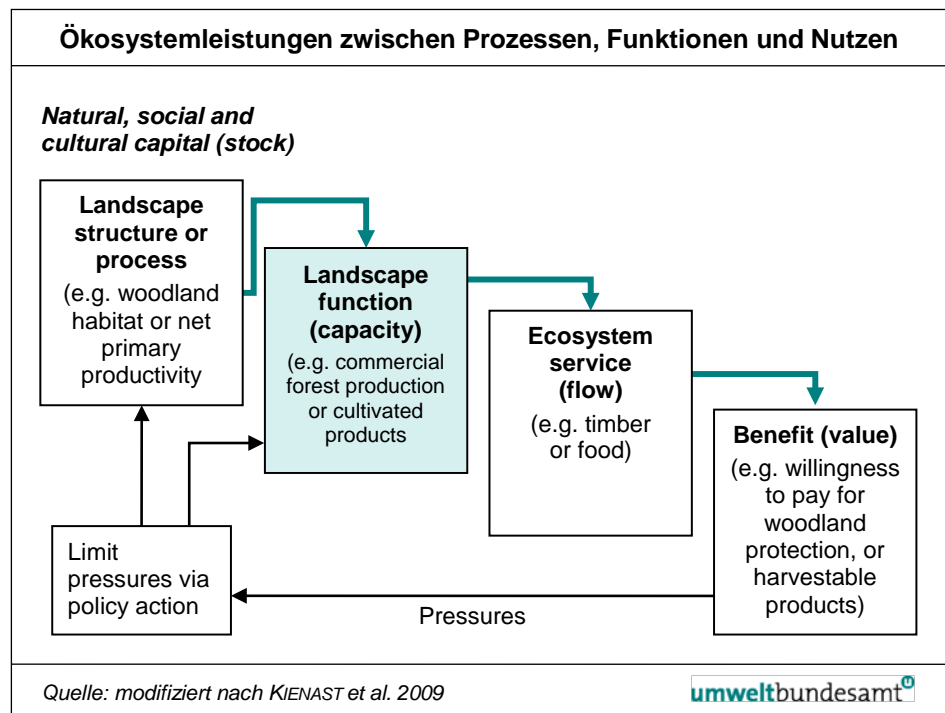 Ökosystemleistungen zwischen Prozessen, Funktionen und Nutzen
Natural, social and
cultural capital (stock)
Landscape
structure or
process
(e.g. woodland
habitat or net
primary
productivity
Landscape
function
(capacity)
(e.g. commercial
forest production
or cultivated
products
Ecosystem
service
(flow)
(e.g. timber
or food)
Benefit (value)
(e.g. willingness
to pay for
woodland
protection, or
harvestable
products)
Limit
pressures via
policy action
Pressures
Quelle: modifiziert nach KIENAST et al. 2009
umweltbundesamt u